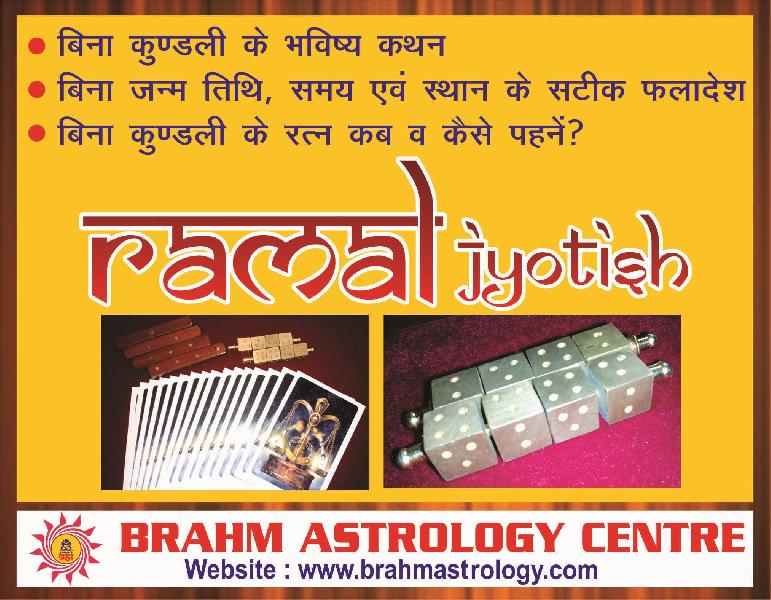 • बिना कुण्डली के भविष्य कथन
• बिना जन्म तिथि, समय एवं स्थान के सटीक फलादेश
• बिना कुण्डली के रत्न कब व कैसे पहनें?
Ramal jyotish
BRAHM ASTROLOGY CENTRE
Website : www.brahmastrology.com